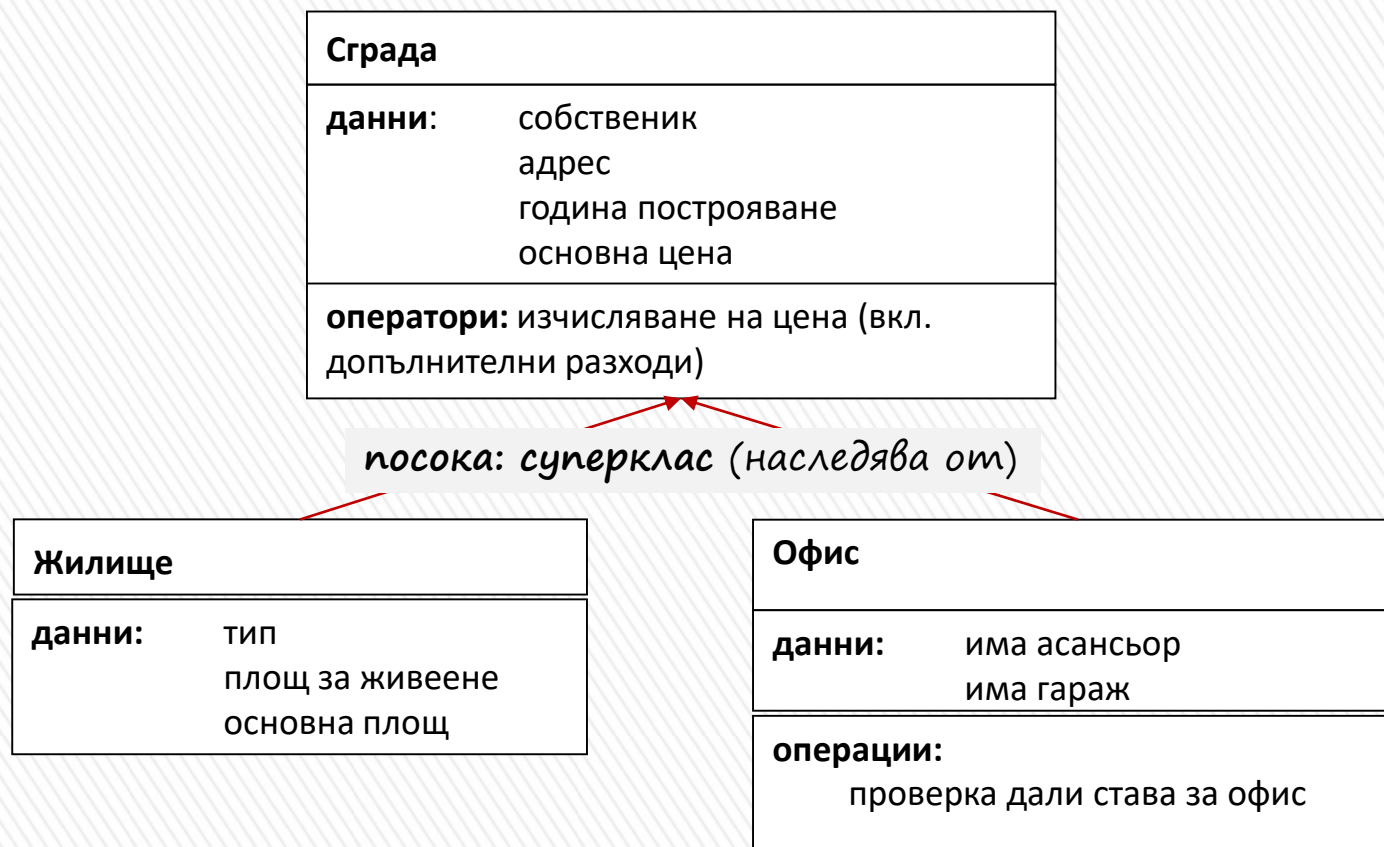 Сграда
данни: собственик
адрес
година построяване
основна цена
оператори: изчисляване на цена (вкл.
допълнителни разходи)
посока: суперклас (наследява от)
Жилище
данни: тип
площ за живеене
основна площ
Офис
данни: има асансьор
има гараж
операции:
проверка дали става за офис